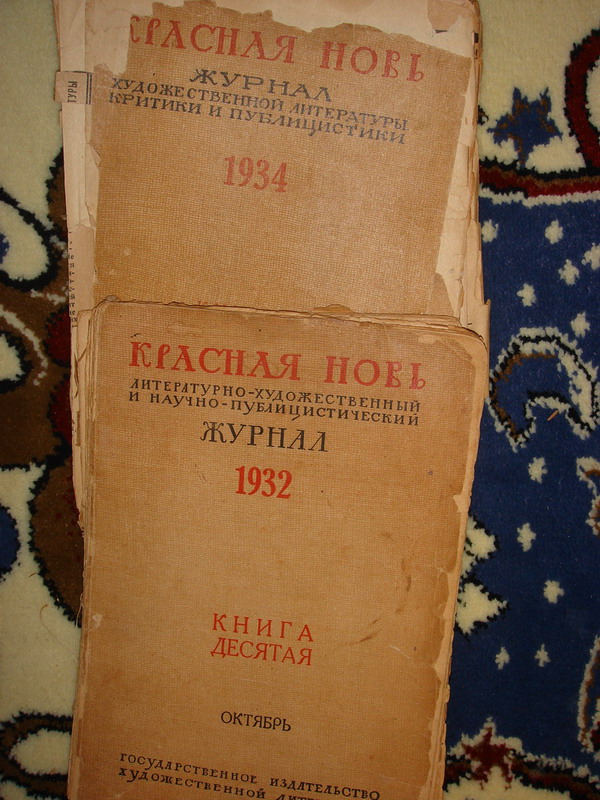 КРАСНАЯ НОВЬ
ЖУРНАЛ
ХУДОЖЕСТВЕННОЙ ЛИТЕРАТУРЫ
КРИТИКИ И ПУБЛИЦИСТИКИ
1934
ТУРЫ
КРАСНАЯ НОВЬ
ЛИТЕРАТУРНО-ХУДОЖЕСТВЕННЫЙ
И НАУЧНО-ПУБЛИЦИСТИЧЕСКИЙ
ЖУРНАЛ
1932
КНИГА
ДЕСЯТАЯ
ОКТЯБРЬ
ГОСУДАРСТВЕННОЕ ИЗДАТЕЛЬСТВО
ХУДОЖЕСТВЕННОЙ